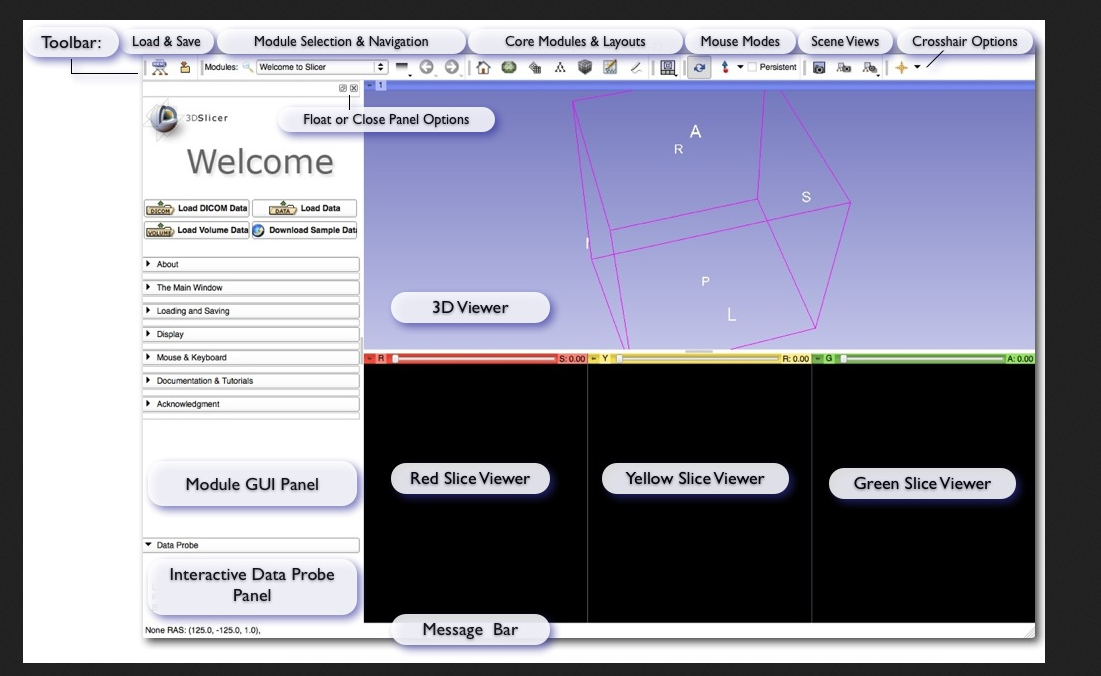 Toolbar:
Load & Save
Module Selection & Navigation
Core Modules & Layouts
Mouse Modes
Scene Views
Crosshair Options
Modules:
Welcome to Slicer
Persistent
1
Float or Close Panel Options
3DSlicer
Welcome
DICOM Load DICOM Data
DATA Load Data
VOLUME Load Volume Data
Download Sample Data
About
The Main Window
Loading and Saving
Display
Mouse & Keyboard
Documentation & Tutorials
Acknowledgment
A
R
S
I
P
L
3D Viewer
R S: 0.00
Y R: 0.00
G A: 0.00
Module GUI Panel
Red Slice Viewer
Yellow Slice Viewer
Green Slice Viewer
Data Probe
Interactive Data Probe
Panel
None RAS: (125.0, -125.0, 1.0),
Message Bar